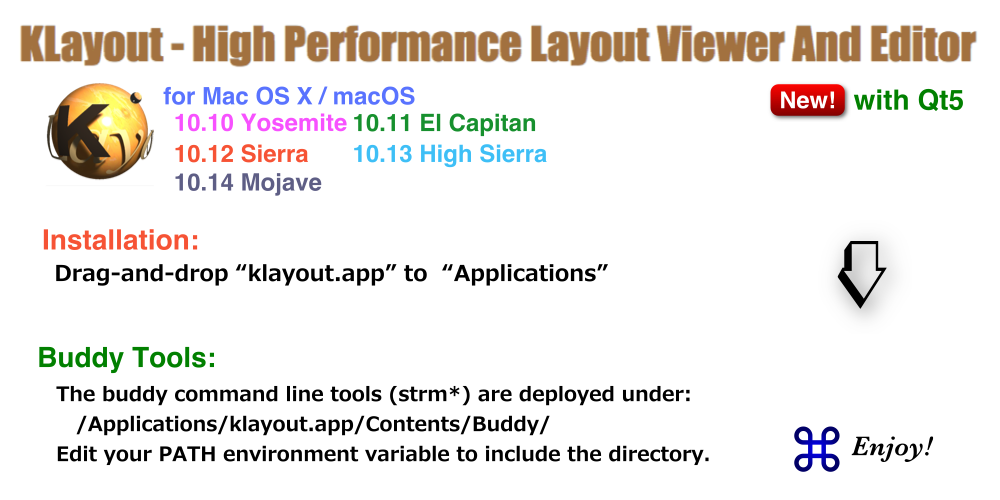 KLayout - High Performance Layout Viewer And Editor
for Mac OS X / macOS
New! with Qt5
10.10 Yosemite 10.11 El Capitan
10.12 Sierra 10.13 High Sierra
10.14 Mojave
Installation:
Drag-and-drop “klayout.app” to “Applications”
Buddy Tools:
The buddy command line tools (strm*) are deployed under:
/Applications/klayout.app/Contents/Buddy/
Edit your PATH environment variable to include the directory.
Enjoy!